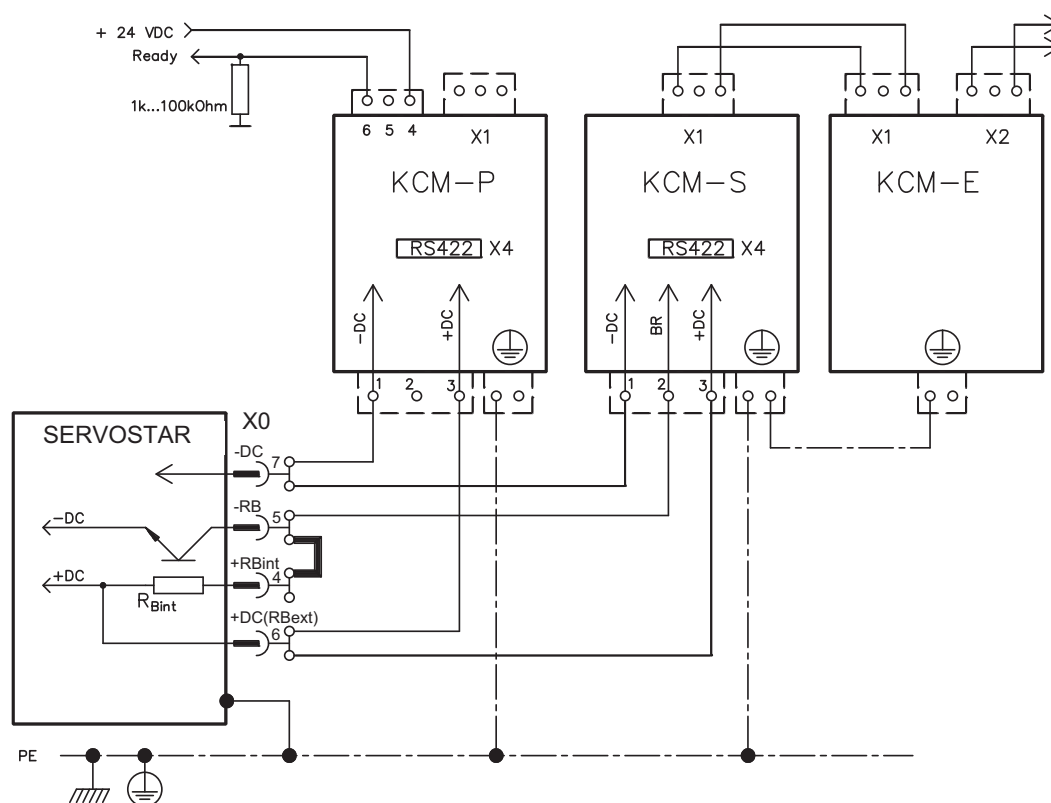 + 24 VDC
Ready
1k...100kOhm
6 5 4
X1
KCM-P
RS422 X4
-DC
+DC
1 2 3
X1
KCM-S
RS422 X4
-DC
BR
+DC
1 2 3
X1 X2
KCM-E
SERVOSTAR
X0
-DC
7
-RB
5
-DC
+RBint
4
+DC
RBint
+DC(RBext)
6
PE